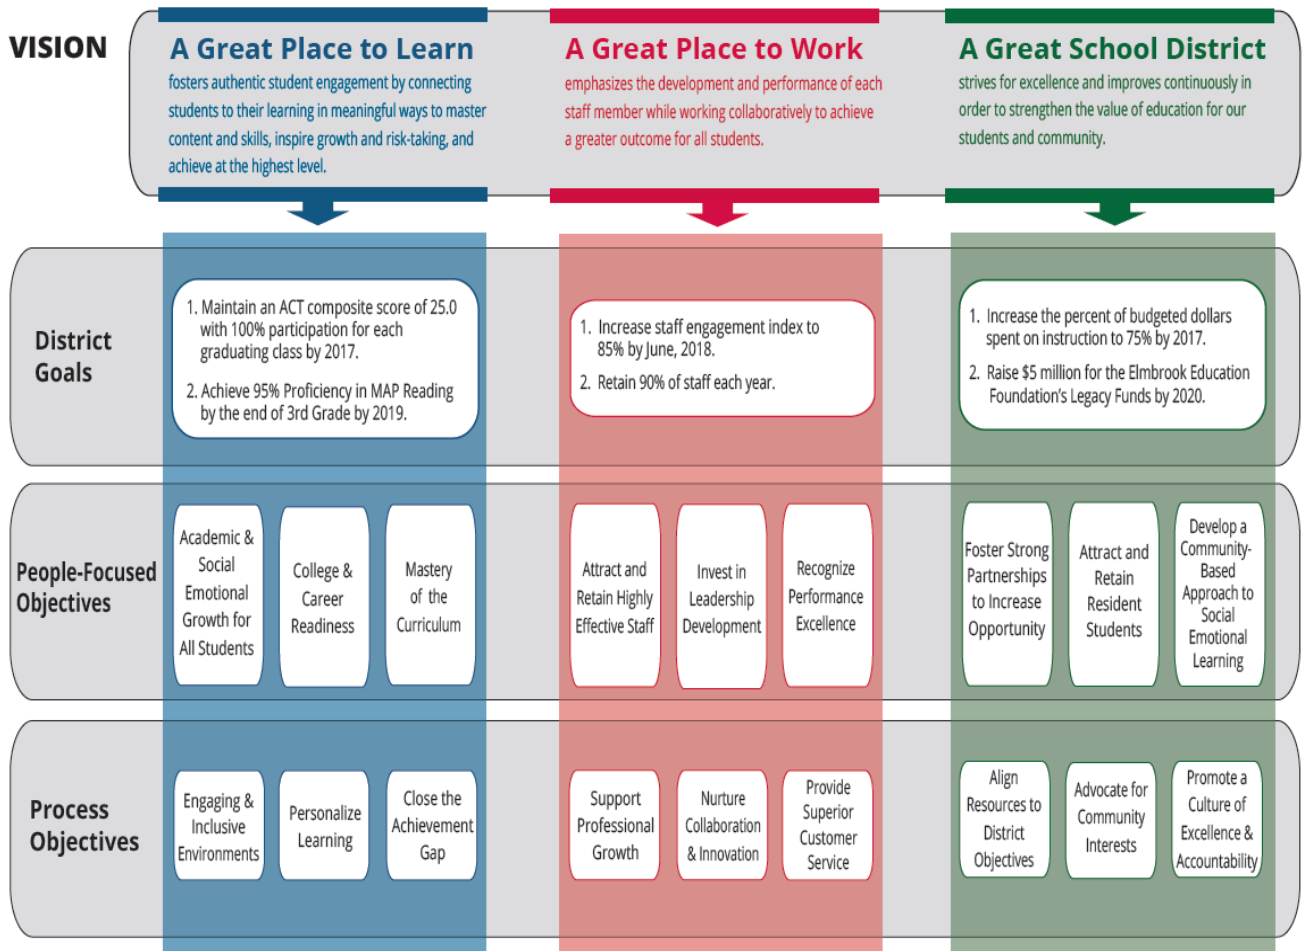 VISION
A Great Place to Learn
fosters authentic student engagement by connecting
students to their learning in meaningful ways to master
content and skills, inspire growth and risk-taking, and
achieve at the highest level.
A Great Place to Work
emphasizes the development and performance of each
staff member while working collaboratively to achieve
a greater outcome for all students.
A Great School District
strives for excellence and improves continuously in
order to strengthen the value of education for our
students and community.
District
Goals
1. Maintain an ACT composite score of 25.0
with 100% participation for each
graduating class by 2017.
2. Achieve 95% Proficiency in MAP Reading
by the end of 3rd Grade by 2019.
1. Increase staff engagement index to
85% by June, 2018.
2. Retain 90% of staff each year.
1. Increase the percent of budgeted dollars
spent on instruction to 75% by 2017.
2. Raise $5 million for the Elmbrook Education
Foundation's Legacy Funds by 2020.
People-Focused
Objectives
Academic &
Social
Emotional
Growth for
All Students
College &
Career
Readiness
Mastery
of the
Curriculum
Attract and
Retain Highly
Effective Staff
Invest in
Leadership
Development
Recognize
Performance
Excellence
Foster Strong
Partnerships
to Increase
Opportunity
Attract and
Retain
Resident
Students
Develop a
Community-
Based
Approach to
Social
Emotional
Learning
Process
Objectives
Engaging &
Inclusive
Environments
Personalize
Learning
Close the
Achievement
Gap
Support
Professional
Growth
Nurture
Collaboration
& Innovation
Provide
Superior
Customer
Service
Align
Resources to
District
Objectives
Advocate for
Community
Interests
Promote a
Culture of
Excellence &
Accountability